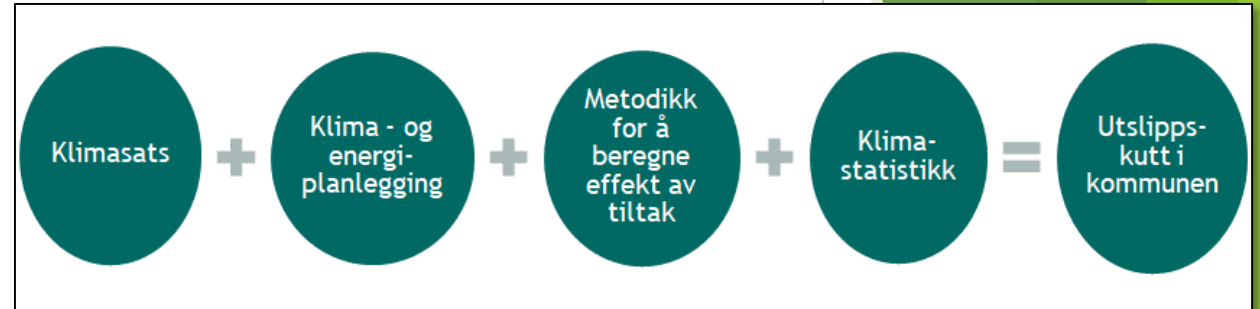 Klimasats
+
Klima - og
energi-
planlegging
+
Metodikk
for å
beregne
effekt av
tiltak
+
Klima-
statistikk
=
Utslipps-
kutt i
kommunen